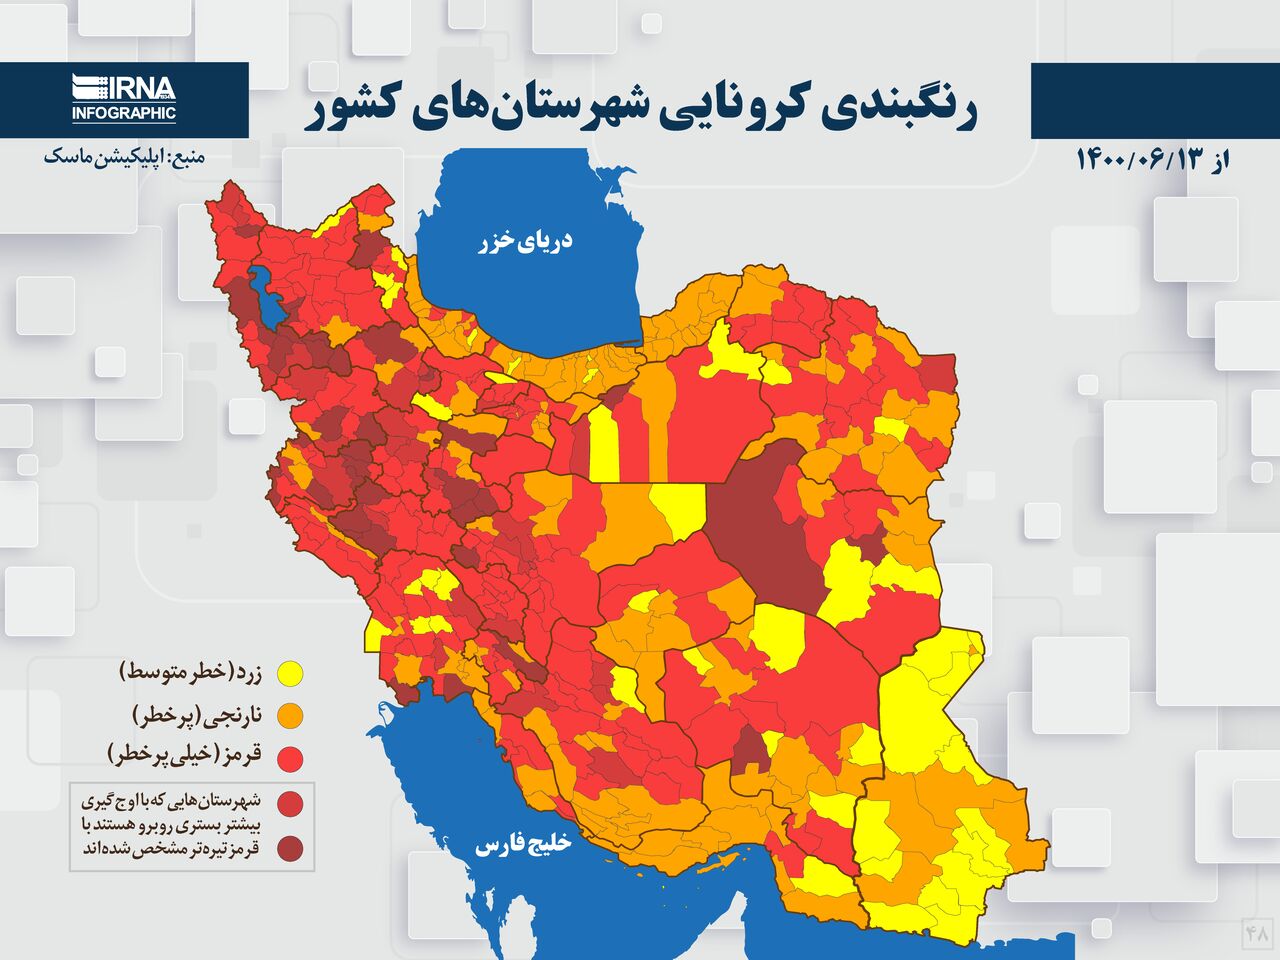 IRNA
INFOGRAPHIC
رنگبندی کرونایی شهرستان‌های کشور
از ۱۴۰۰/۰۶/۱۳
منبع: اپلیکیشن ماسک
دریای خزر
زرد (خطر متوسط)
نارنجی (پرخطر)
قرمز (خیلی پرخطر)
شهرستان‌هایی که با اوج گیری
بیشتر بستری روبرو هستند با
قرمز تیره‌تر مشخص شده‌اند
خلیج فارس
۴۸